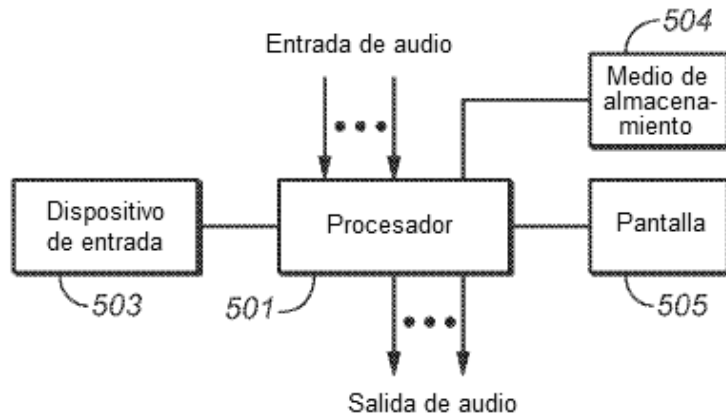 504
Entrada de audio
Medio de
almacena-
miento
Dispositivo
de entrada
Procesador
Pantalla
503
501
505
Salida de audio